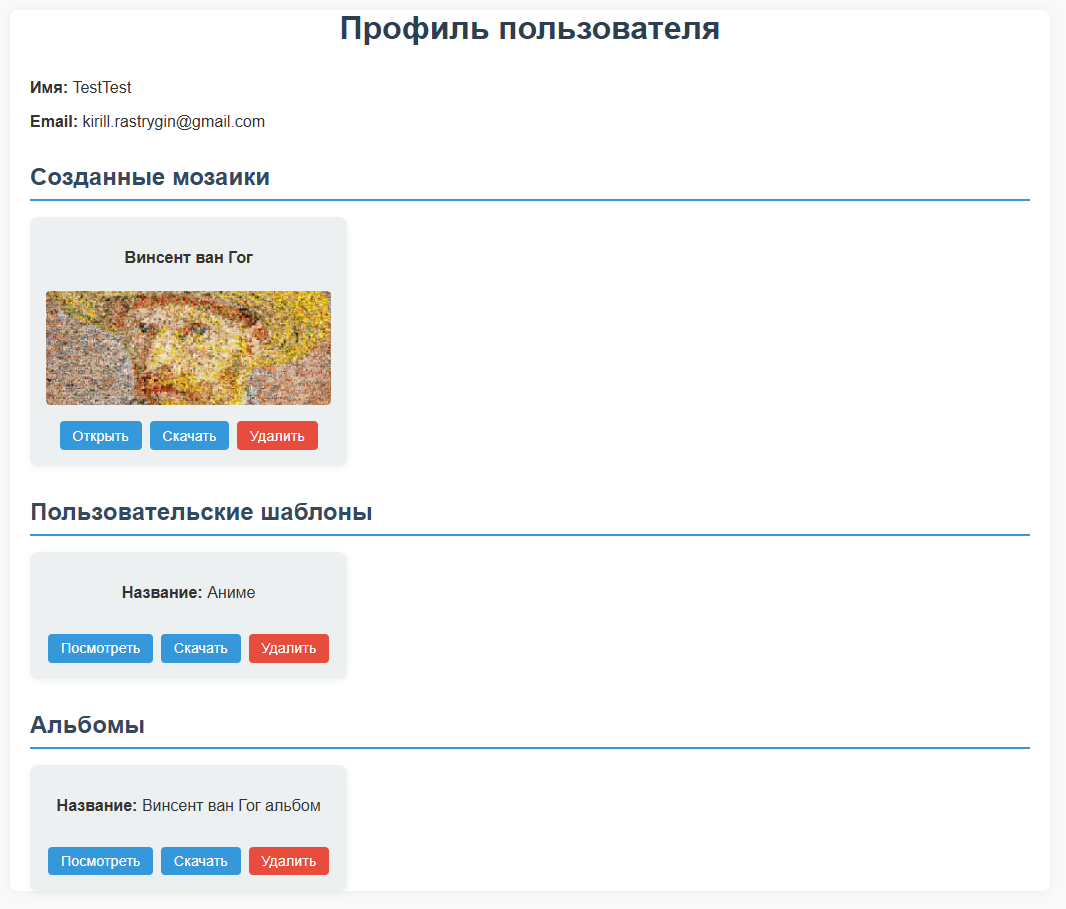 Профиль пользователя
Имя: TestTest
Email: kirill.rastrygin@gmail.com
Созданные мозаики
Винсент ван Гог
Открыть Скачать Удалить
Пользовательские шаблоны
Название: Аниме
Посмотреть Скачать Удалить
Альбомы
Название: Винсент ван Гог альбом
Посмотреть Скачать Удалить